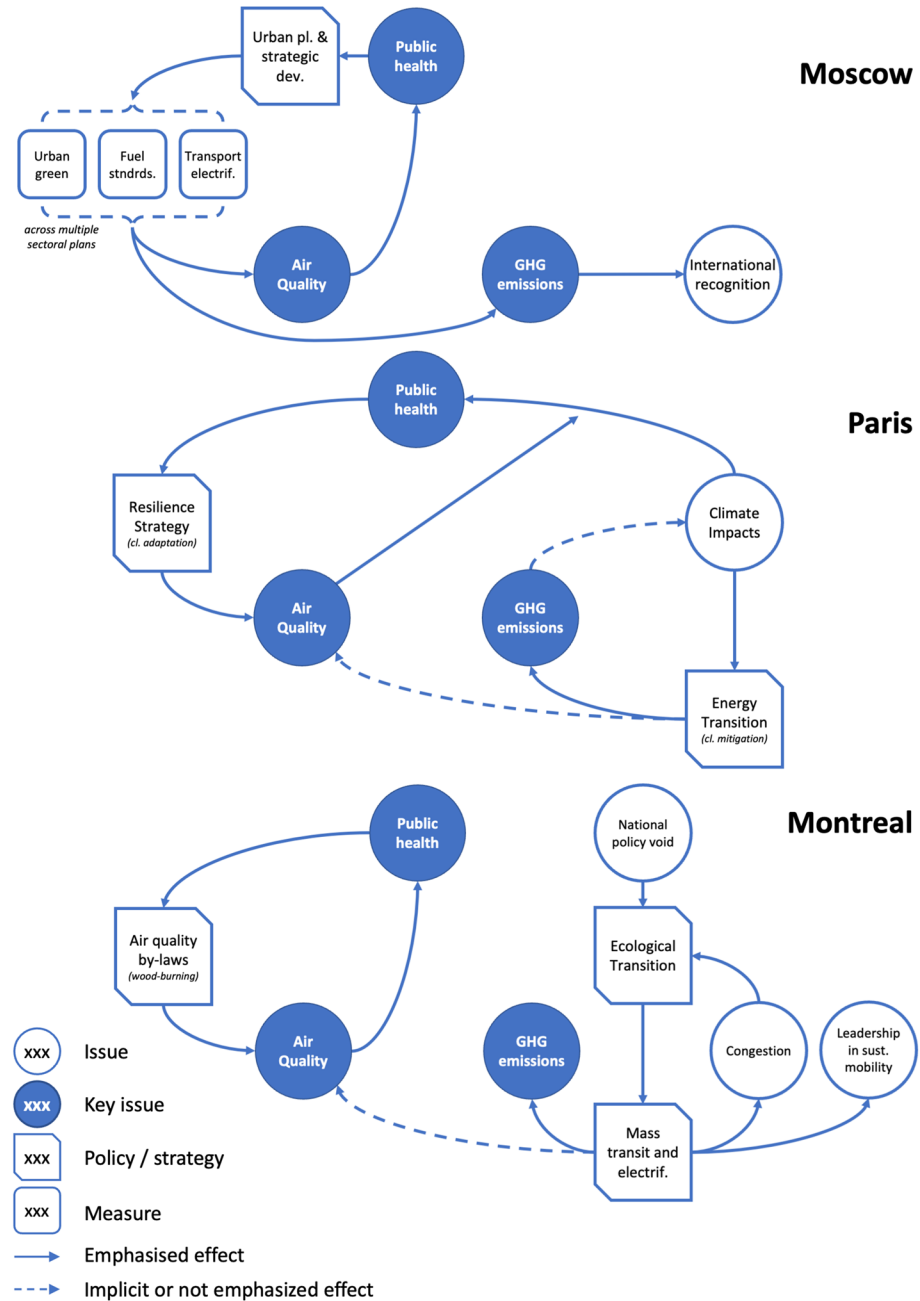 Moscow
Urban pl. &
strategic
dev.
Public
health
Urban
green
Fuel
stndrds.
Transport
electrif.
across multiple
sectoral plans
Air
Quality
GHG
emissions
International
recognition
Paris
Public
health
Resilience
Strategy
(cl. adaptation)
Climate
Impacts
Air
Quality
GHG
emissions
Energy
Transition
(cl. mitigation)
Montreal
Public
health
National
policy void
Air quality
by-laws
(wood-burning)
Ecological
Transition
Air
Quality
GHG
emissions
Congestion
Leadership
in sust.
mobility
Mass
transit and
electrif.
xxx Issue
xxx Key issue
xxx Policy / strategy
xxx Measure
Emphasised effect
Implicit or not emphasized effect